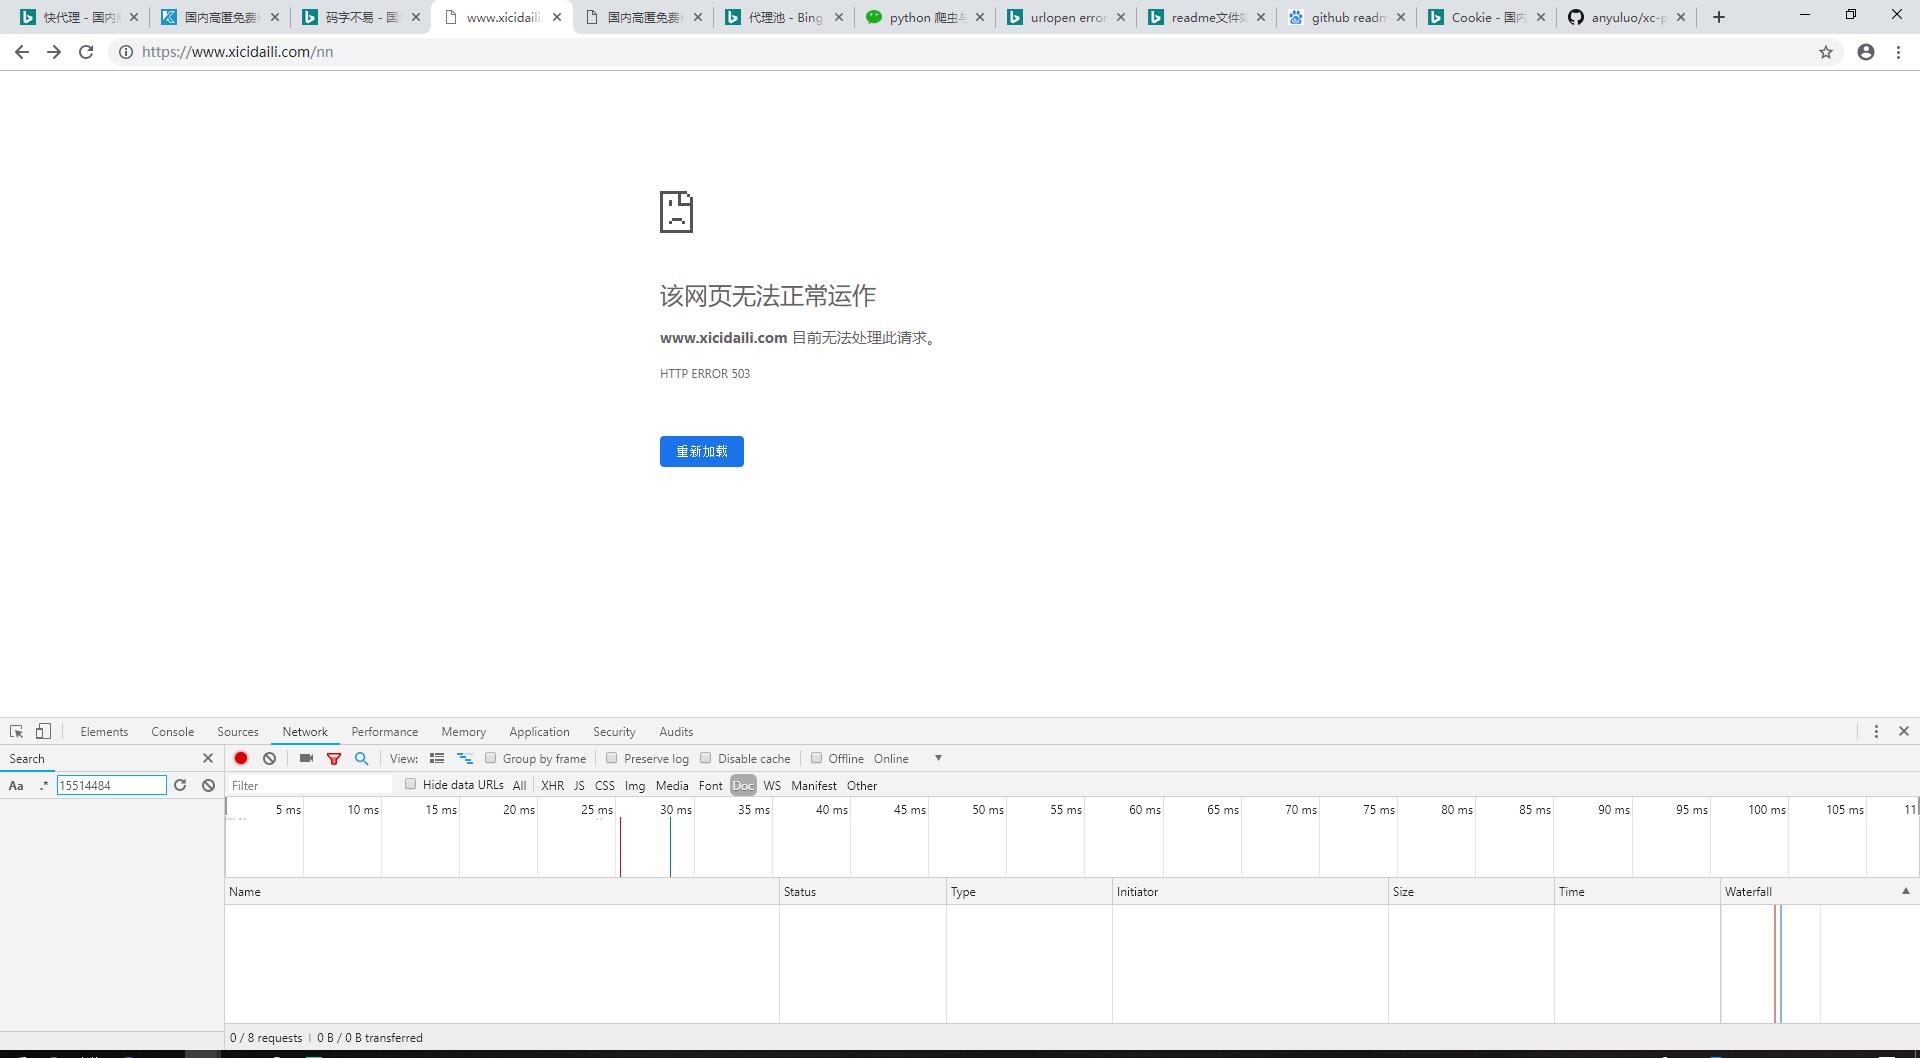 快代理 - 国内
国内高匿免费
码字不易 - 国
www.xicidaili.
国内高匿免费
代理池 - Bing
python 爬虫与
urlopen error
readme文件
github readm
Cookie - 国内
anyuluo/xc-p
https://www.xicidaili.com/nn
该网页无法正常运作
www.xicidaili.com 目前无法处理此请求。
HTTP ERROR 503
重新加载
Elements Console Sources Network Performance Memory Application Security Audits
Search
View: Group by frame Preserve log Disable cache Offline Online
Aa .* 15514484
Filter Hide data URLs All XHR JS CSS Img Media Font Doc WS Manifest Other
5 ms 10 ms 15 ms 20 ms 25 ms 30 ms 35 ms 40 ms 45 ms 50 ms 55 ms 60 ms 65 ms 70 ms 75 ms 80 ms 85 ms 90 ms 95 ms 100 ms 105 ms 11
Name Status Type Initiator Size Time Waterfall
0 / 8 requests | 0 B / 0 B transferred